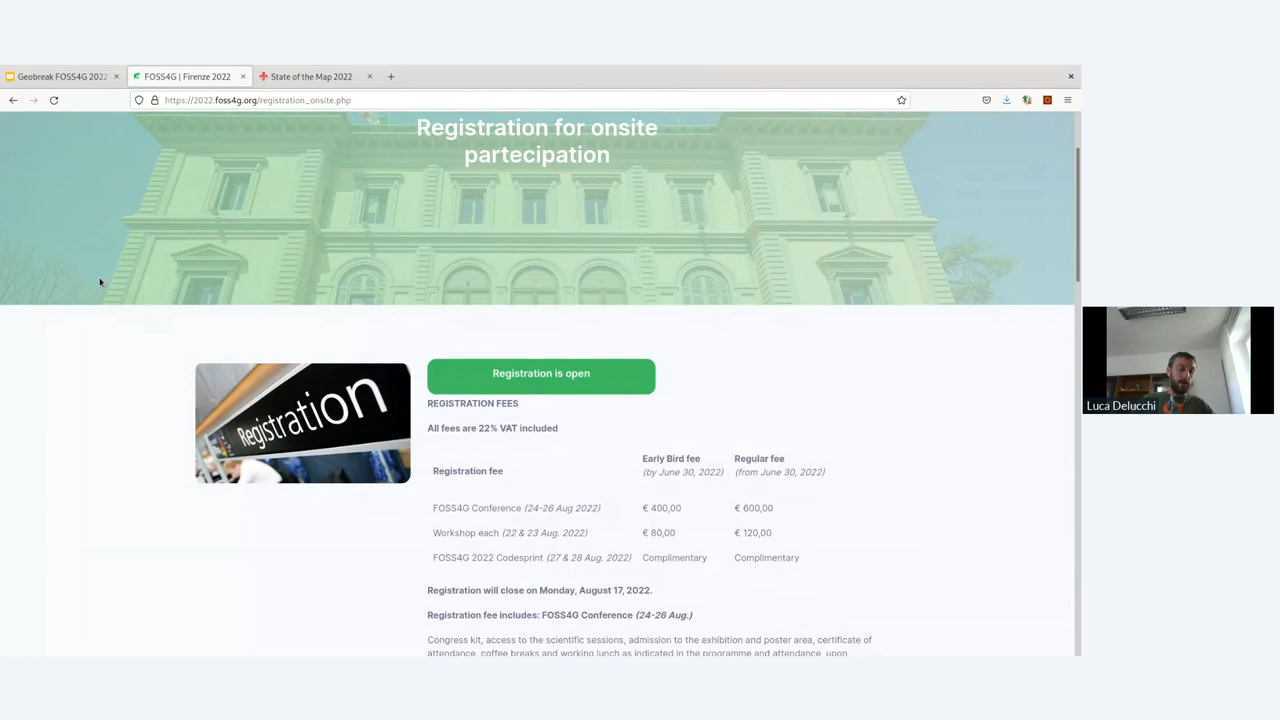 Geobreak FOSS4G 2022
FOSS4G | Firenze 2022
State of the Map 2022
https://2022.foss4g.org/registration_onsite.php
Registration for onsite
partecipation
Registration
Registration is open
REGISTRATION FEES
All fees are 22% VAT included
Registration fee
Early Bird fee
(by June 30, 2022)
Regular fee
(from June 30, 2022)
FOSS4G Conference (24-26 Aug 2022) € 400,00 € 600,00
Workshop each (22 & 23 Aug. 2022) € 80,00 € 120,00
FOSS4G 2022 Codesprint (27 & 28 Aug. 2022) Complimentary Complimentary
Registration will close on Monday, August 17, 2022.
Registration fee includes: FOSS4G Conference (24-26 Aug.)
Congress kit, access to the scientific sessions, admission to the exhibition and poster area, certificate of
attendance, coffee breaks and working lunch as indicated in the programme and attendance, upon
Luca Delucchi